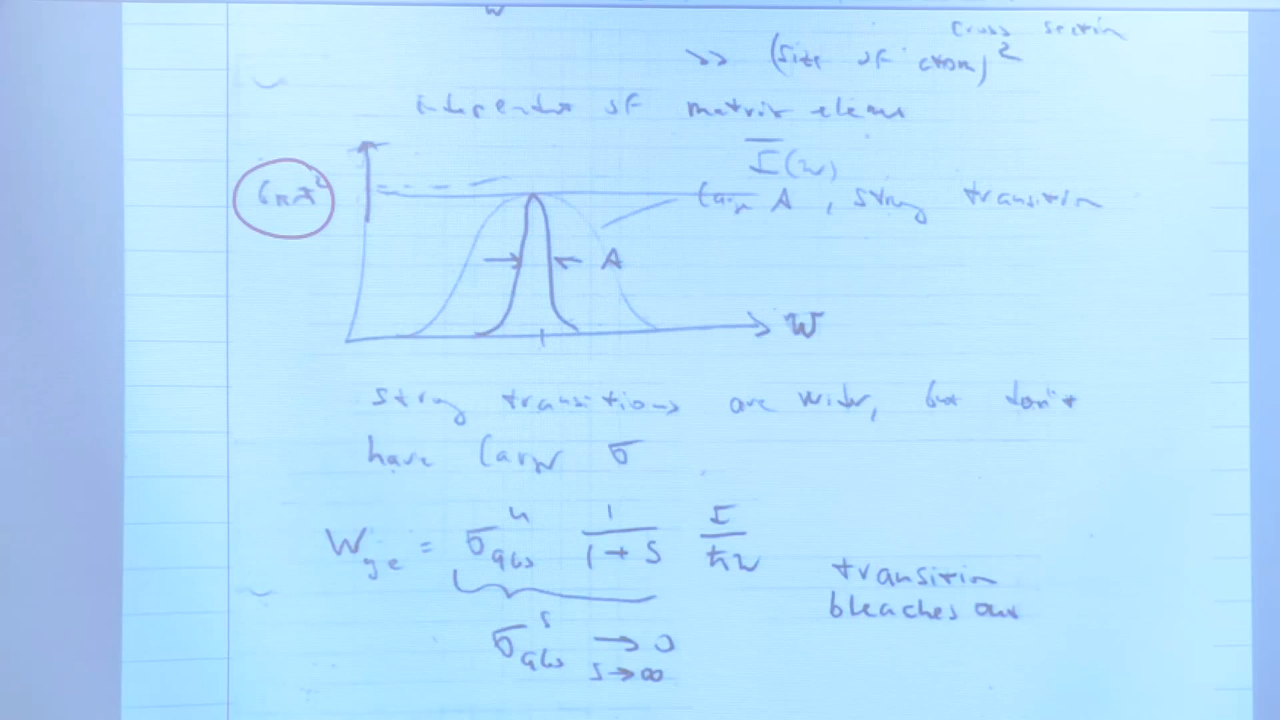 w
cross section
>> (size of atom)²
independent of matrix element
Ī(ω)
6πƛ²
large A, strong transition
A
ω
strong transitions are wider, but don't
have larger σ
W_ge = σ_abs^u 1/(1+S) I/ħω
transition
bleaches out
σ_abs^s → 0
s→∞